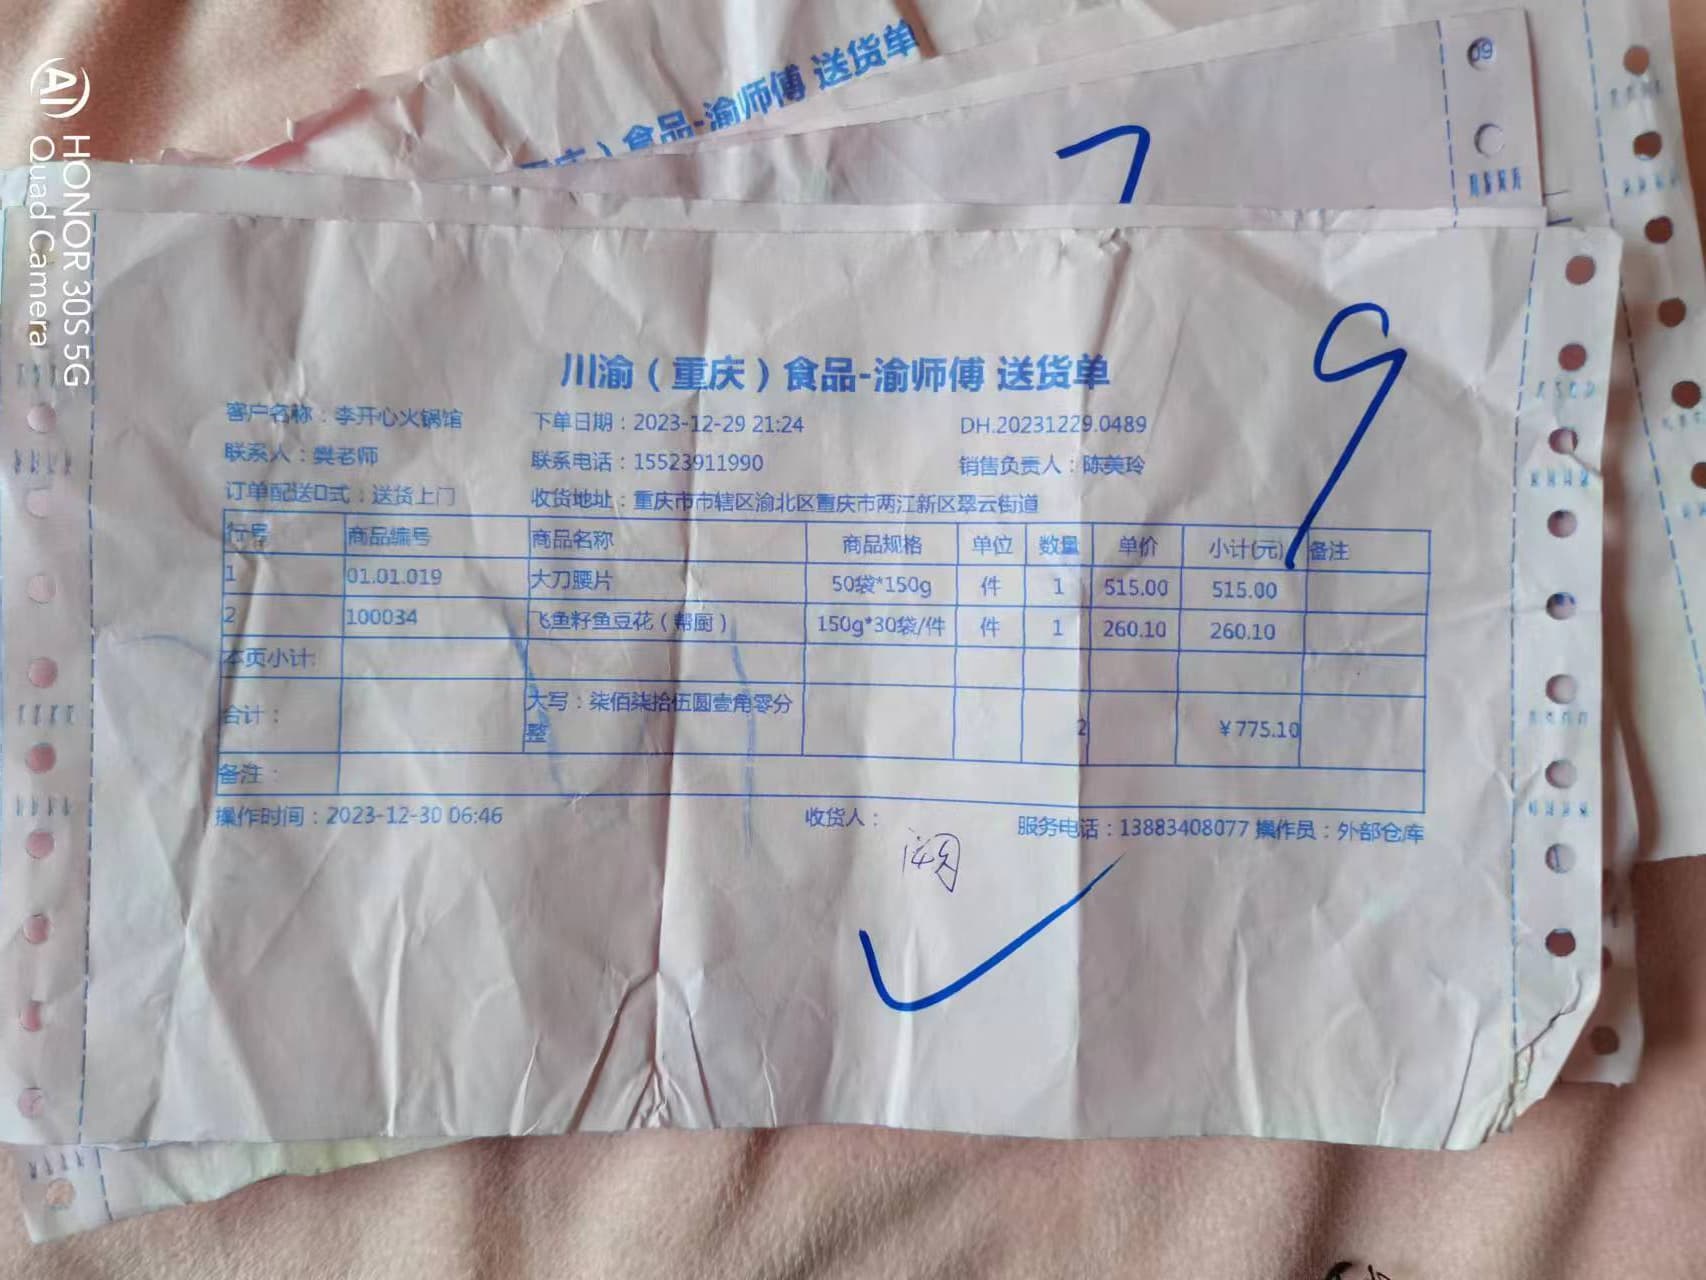 HONOR 30S 5G
Quad Camera
食品-渝师傅 送货单
7
9
川渝（重庆）食品-渝师傅 送货单
客户名称：李开心火锅馆 下单日期：2023-12-29 21:24 DH.20231229.0489
联系人：樊老师 联系电话：15523911990 销售负责人：陈美玲
订单配送方式：送货上门 收货地址：重庆市市辖区渝北区重庆市两江新区翠云街道
行号 商品编号 商品名称 商品规格 单位 数量 单价 小计(元) 备注
1 01.01.019 大刀腰片 50袋*150g 件 1 515.00 515.00
2 100034 飞鱼籽鱼豆花（帮厨） 150g*30袋/件 件 1 260.10 260.10
本页小计:
合计： 大写：柒佰柒拾伍圆壹角零分整 2 ￥775.10
备注：
操作时间：2023-12-30 06:46 收货人： 服务电话：13883408077 操作员：外部仓库